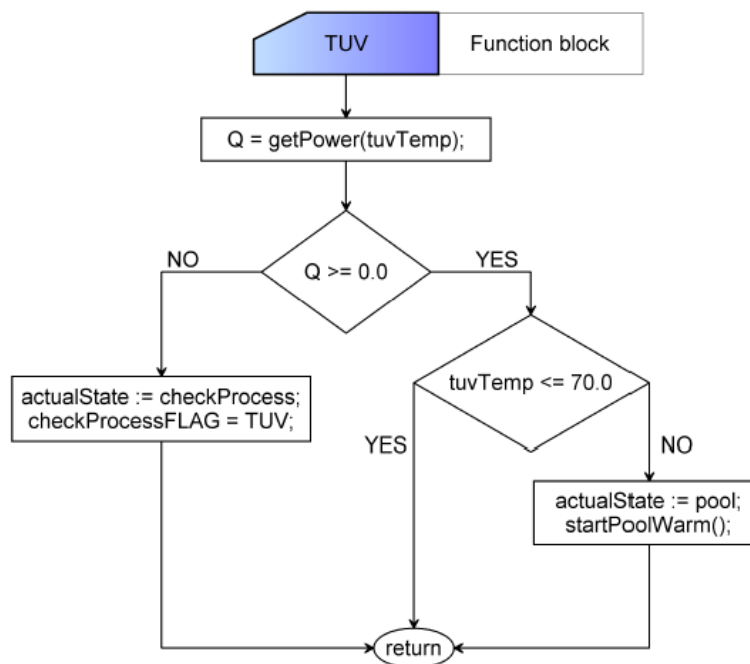 TUV
Function block
Q = getPower(tuvTemp);
NO
YES
Q >= 0.0
tuvTemp <= 70.0
actualState := checkProcess;
checkProcessFLAG = TUV;
YES
NO
actualState := pool;
startPoolWarm();
return